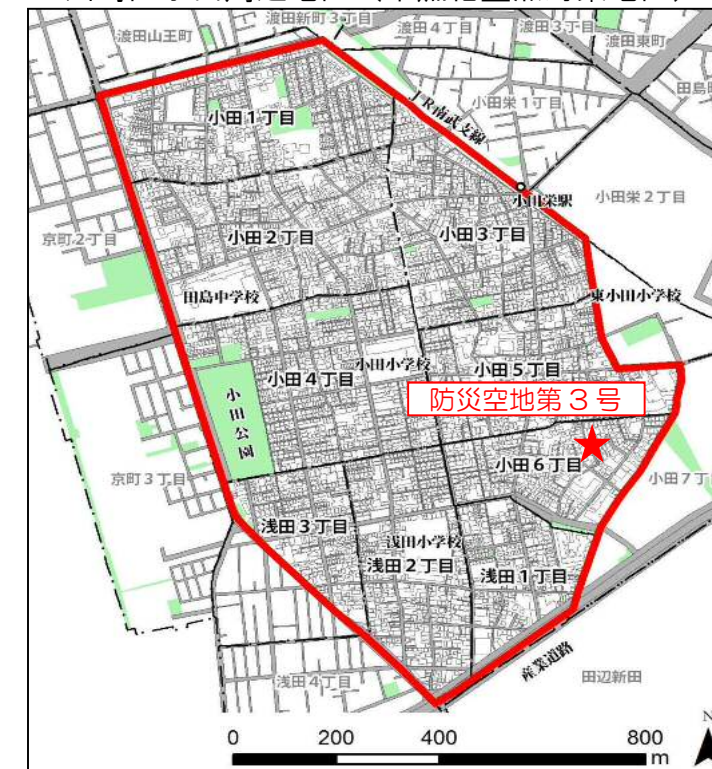 渡田山王町
渡田新町3丁目
渡田4丁目
渡田3丁目
渡田東町
小田栄1丁目
小田1丁目
JR南武支線
小田栄駅
小田栄2丁目
京町2丁目
小田2丁目
小田3丁目
田島中学校
東小田小学校
小田小学校
小田4丁目
小田5丁目
防災空地第3号
小田公園
小田6丁目
京町3丁目
浅田3丁目
浅田小学校
浅田2丁目
浅田1丁目
産業道路
浅田4丁目
田辺新田
0 200 400 800
m
N